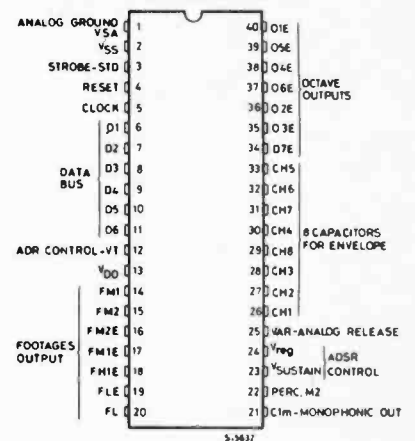 ANALOG GROUND VSA 1
VSS 2
STROBE-STD 3
RESET 4
CLOCK 5
D1 6
D2 7
D3 8
D4 9
D5 10
D6 11
DATA BUS
ADR CONTROL-VT 12
VDD 13
FM1 14
FM2 15
FM2E 16
FM1E 17
FH1E 18
FLE 19
FL 20
FOOTAGES OUTPUT
40 O1E
39 O5E
38 O4E
37 O6E
36 O2E
35 O3E
34 O7E
OCTAVE OUTPUTS
33 CH5
32 CH6
31 CH7
30 CH4
29 CH8
28 CH3
27 CH2
26 CH1
8 CAPACITORS FOR ENVELOPE
25 VAR-ANALOG RELEASE
24 Vreg
23 VSUSTAIN
ADSR CONTROL
22 PERC. M2
21 C1m-MONOPHONIC OUT
S-5637